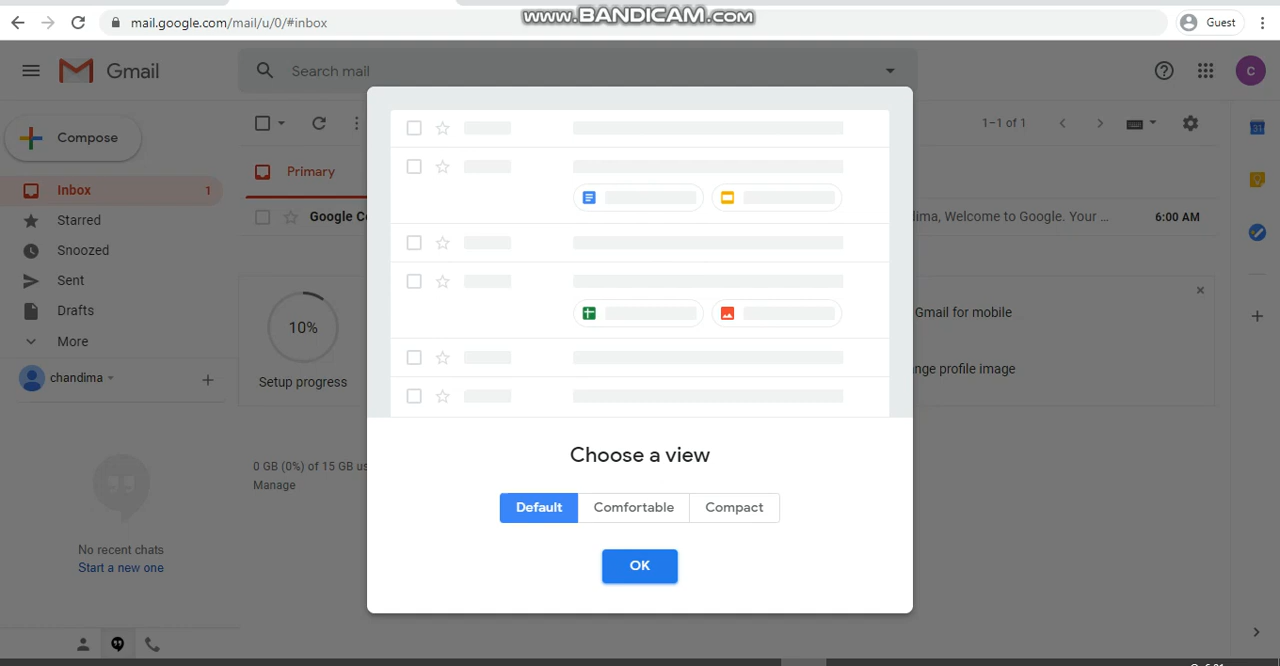 mail.google.com/mail/u/0/#inbox
www.BANDICAM.com
Guest
Gmail
Search mail
C
Compose
1–1 of 1
Primary
Inbox 1
Google
lima, Welcome to Google. Your ...
6:00 AM
Starred
Snoozed
Sent
Drafts
More
10%
Setup progress
Gmail for mobile
nge profile image
chandima
0 GB (0%) of 15 GB
Manage
No recent chats
Start a new one
Choose a view
Default Comfortable Compact
OK
31